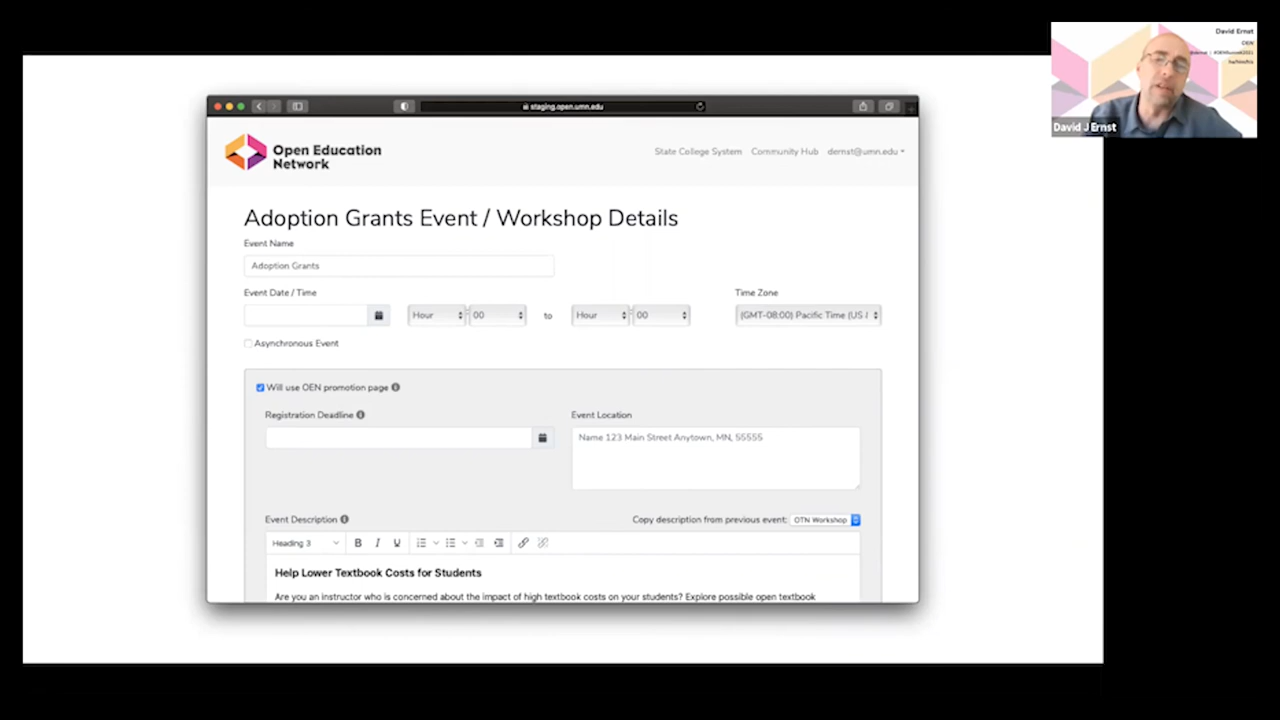 staging.open.umn.edu
Open Education
Network
State College System Community Hub dernst@umn.edu
Adoption Grants Event / Workshop Details
Event Name
Adoption Grants
Event Date / Time
Time Zone
Hour : 00 to Hour : 00
(GMT-08:00) Pacific Time (US /
Asynchronous Event
Will use OEN promotion page
Registration Deadline
Event Location
Name 123 Main Street Anytown, MN, 55555
Event Description
Copy description from previous event: OTN Workshop
Heading 3 B I U
Help Lower Textbook Costs for Students
Are you an instructor who is concerned about the impact of high textbook costs on your students? Explore possible open textbook
David Ernst
OEN
David J Ernst